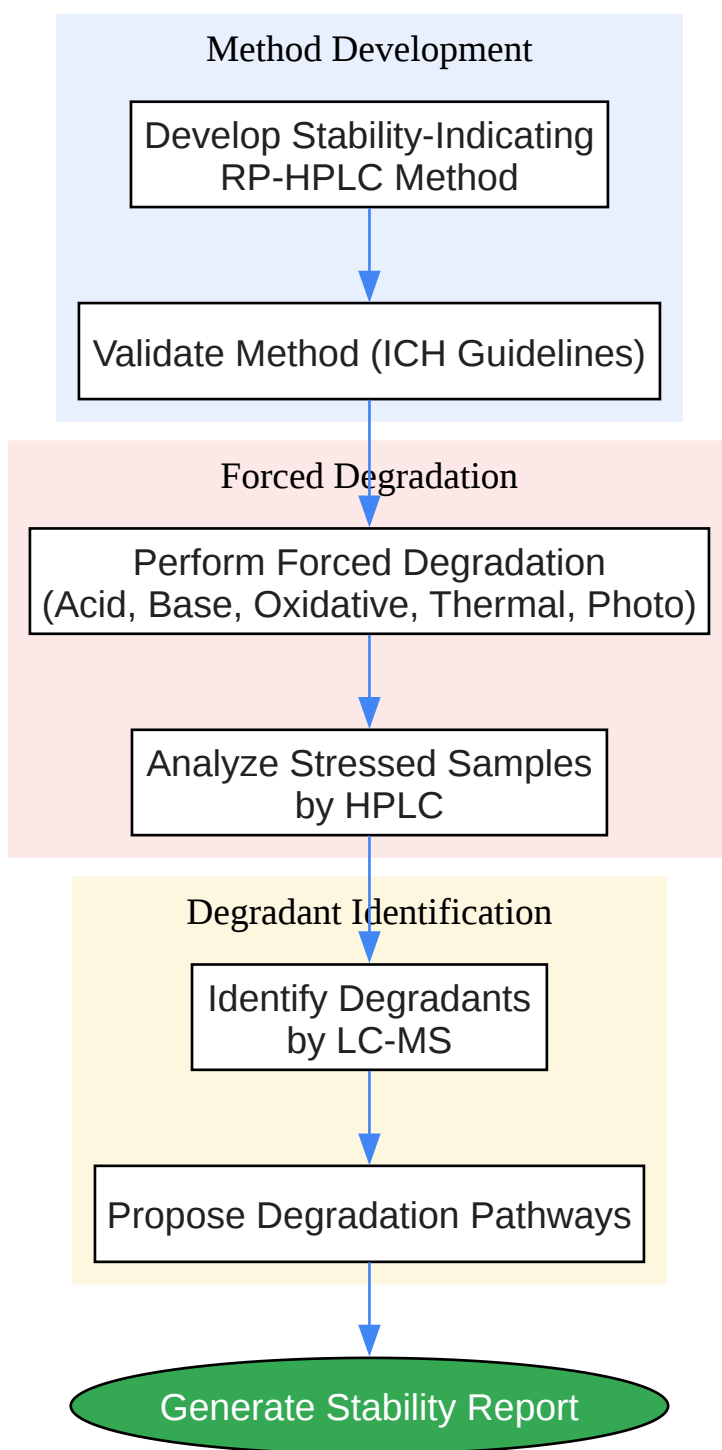 Method Development
Develop Stability-Indicating
RP-HPLC Method
Validate Method (ICH Guidelines)
Forced Degradation
Perform Forced Degradation
(Acid, Base, Oxidative, Thermal, Photo)
Analyze Stressed Samples
by HPLC
Degradant Identification
Identify Degradants
by LC-MS
Propose Degradation Pathways
Generate Stability Report